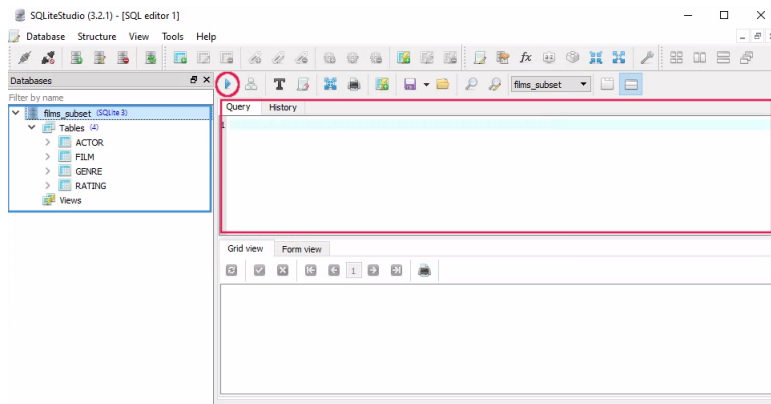 SQLiteStudio (3.2.1) - [SQL editor 1]
Database Structure View Tools Help
Databases
films_subset
Filter by name
films_subset (SQLite 3)
Tables (4)
ACTOR
FILM
GENRE
RATING
Views
Query History
1
Grid view Form view
1